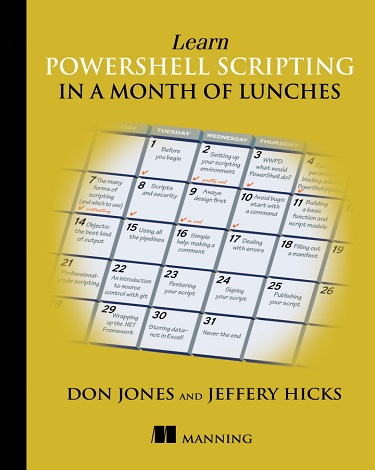 Learn
POWERSHELL SCRIPTING
IN A MONTH OF LUNCHES
TUESDAY
WEDNESDAY
THURSDAY
1 Before
you begin
2 Setting up
your scripting
environment
3 WWPD:
what would
PowerShell do?
4
7 The many
forms of
scripting
(and which to use)
8 Scripts
and security
9 Always
design first
10 Avoid bugs:
start with
a command
11 Building
a basic
function and
script module
14 Objects:
the best kind
of output
15 Using all
the pipelines
16 Simple
help: making a
comment
17 Dealing
with errors
18 Filling out
a manifest
19
21
Professional-
grade scripting
22
An introduction
to source
control with git
23
Pestering
your script
24
Signing
your script
25
Publishing
your script
26
29
Wrapping
up the .NET
Framework
30
Storing data-
not in Excel!
31
Never the end
DON JONES AND JEFFERY HICKS
MANNING